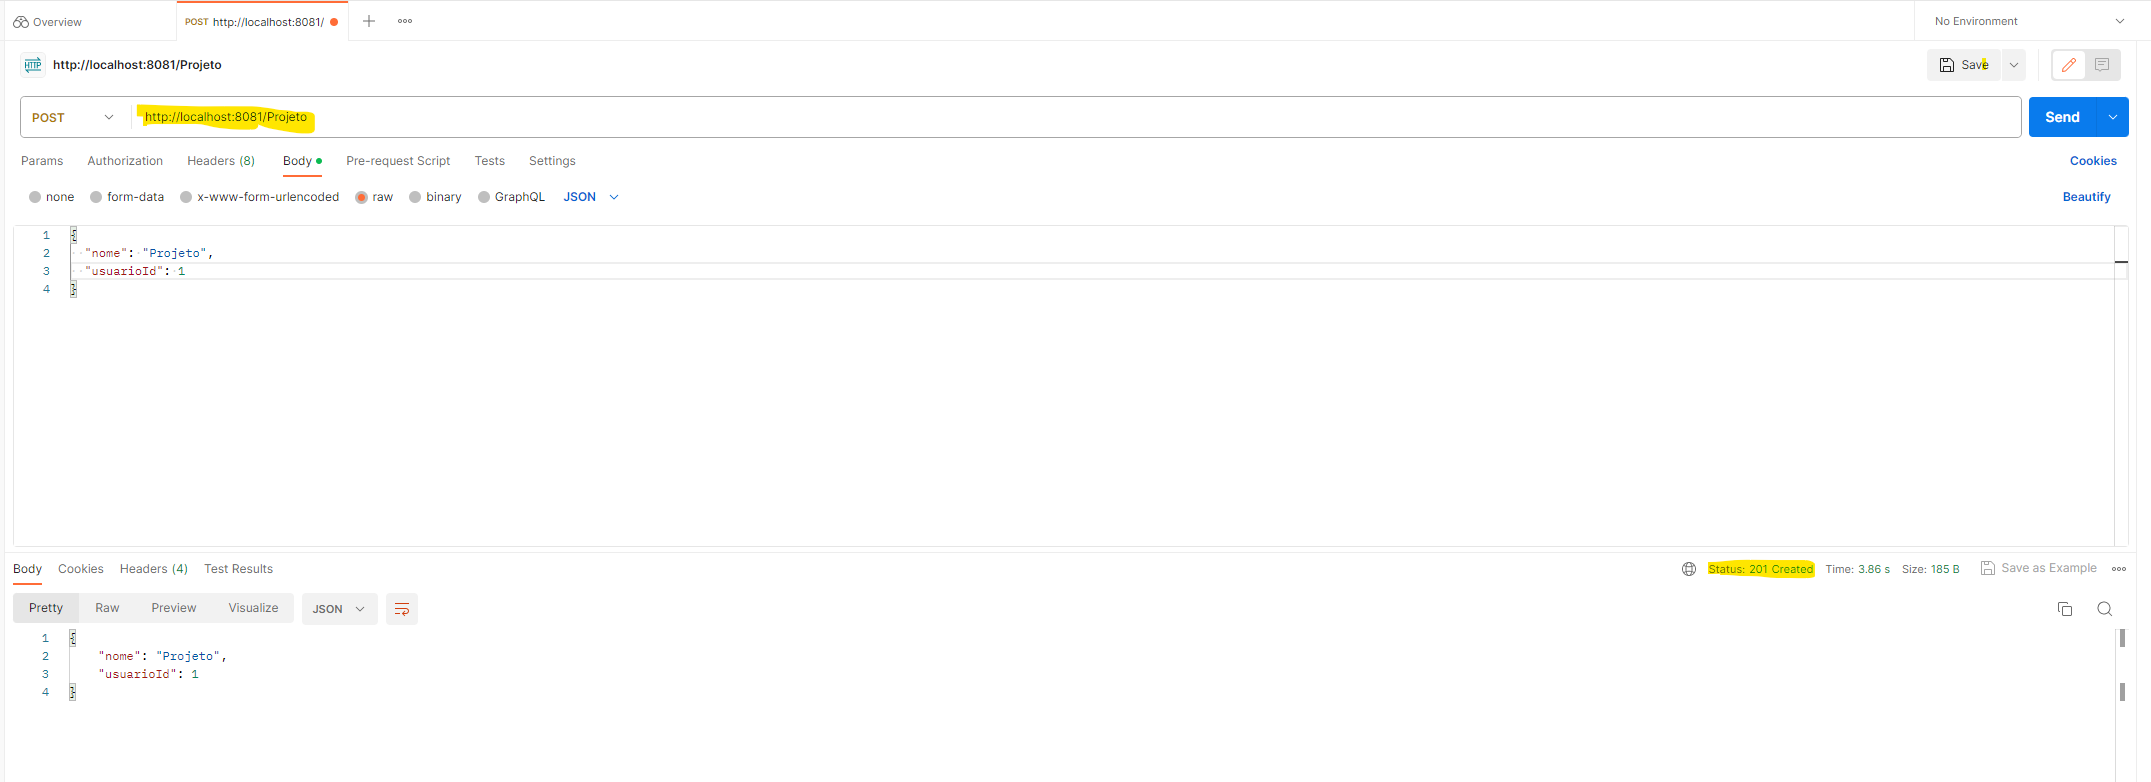 Overview
POST http://localhost:8081/
No Environment
HTTP http://localhost:8081/Projeto
Save
POST http://localhost:8081/Projeto
Send
Params Authorization Headers (8) Body Pre-request Script Tests Settings
Cookies
none form-data x-www-form-urlencoded raw binary GraphQL JSON
Beautify
1 {
2 "nome": "Projeto",
3 "usuarioId": 1
4 }
Body Cookies Headers (4) Test Results
Status: 201 Created Time: 3.86 s Size: 185 B Save as Example
Pretty Raw Preview Visualize JSON
1 {
2 "nome": "Projeto",
3 "usuarioId": 1
4 }